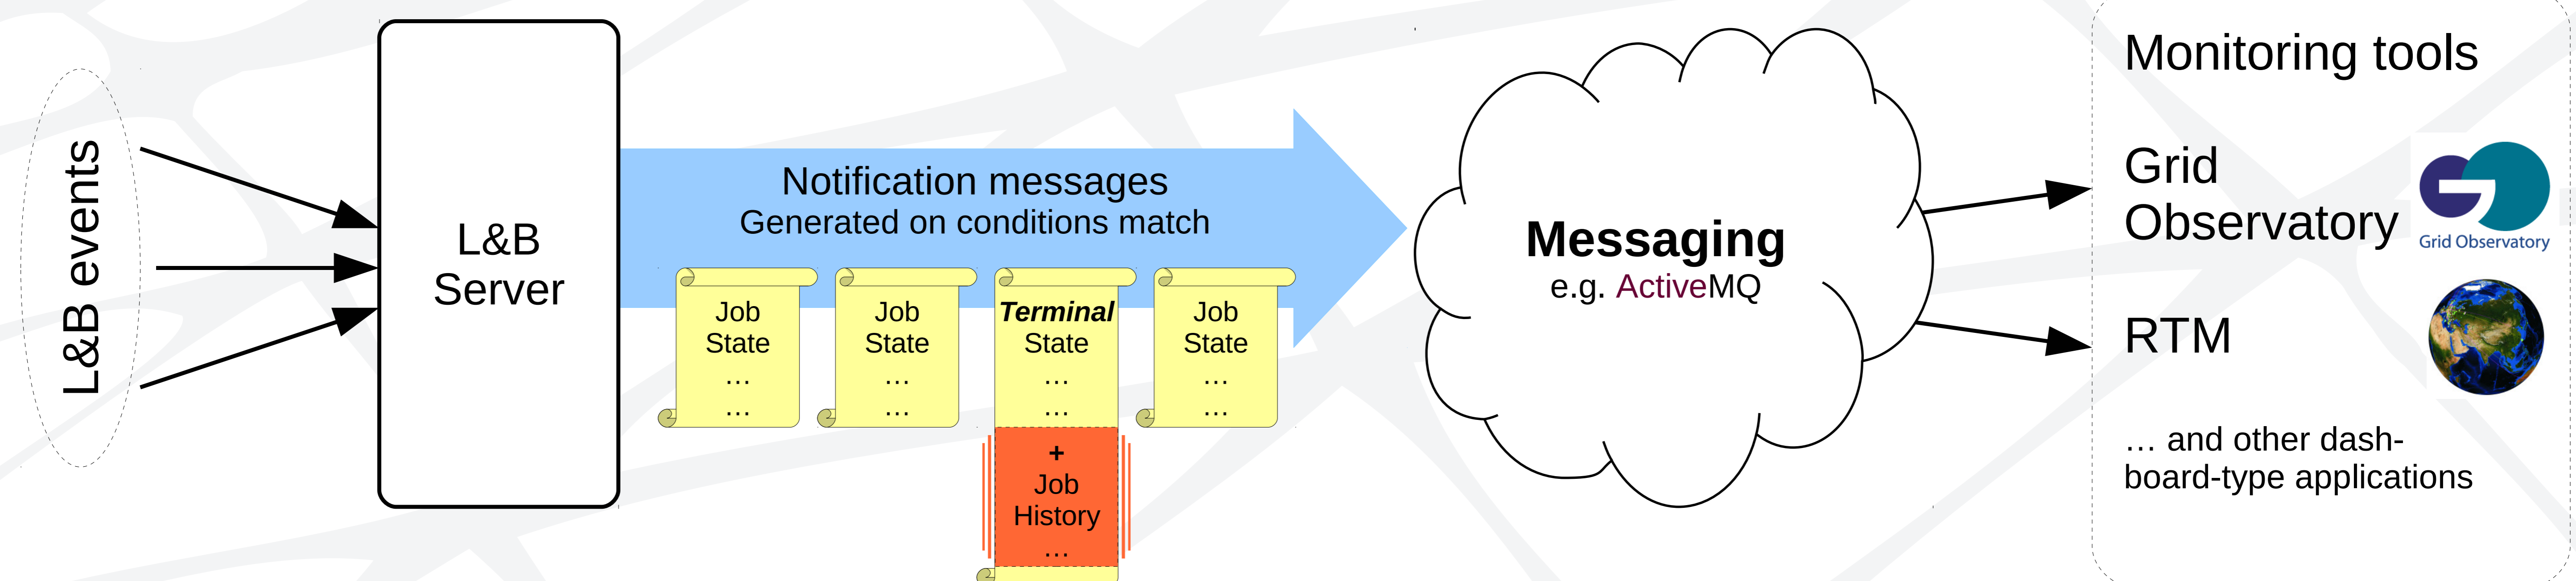 L&B events
L&B
Server
Notification messages
Generated on conditions match
Job
State
...
...
Job
State
...
...
Terminal
State
...
...
+
Job
History
...
Job
State
...
...
Messaging
e.g. ActiveMQ
Monitoring tools
Grid
Observatory
Grid Observatory
RTM
... and other dash-
board-type applications